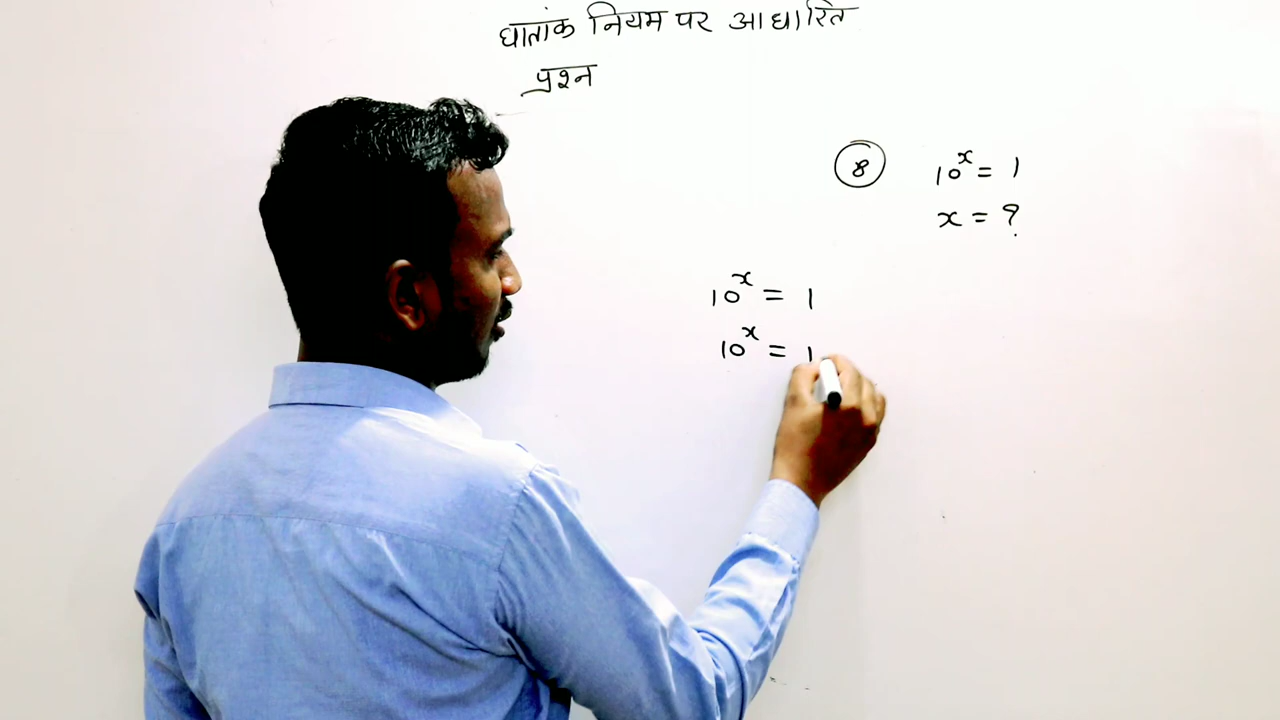 घातांक नियम पर आधारित
प्रश्न
8 10^x = 1
x = ?
10^x = 1
10^x = 1